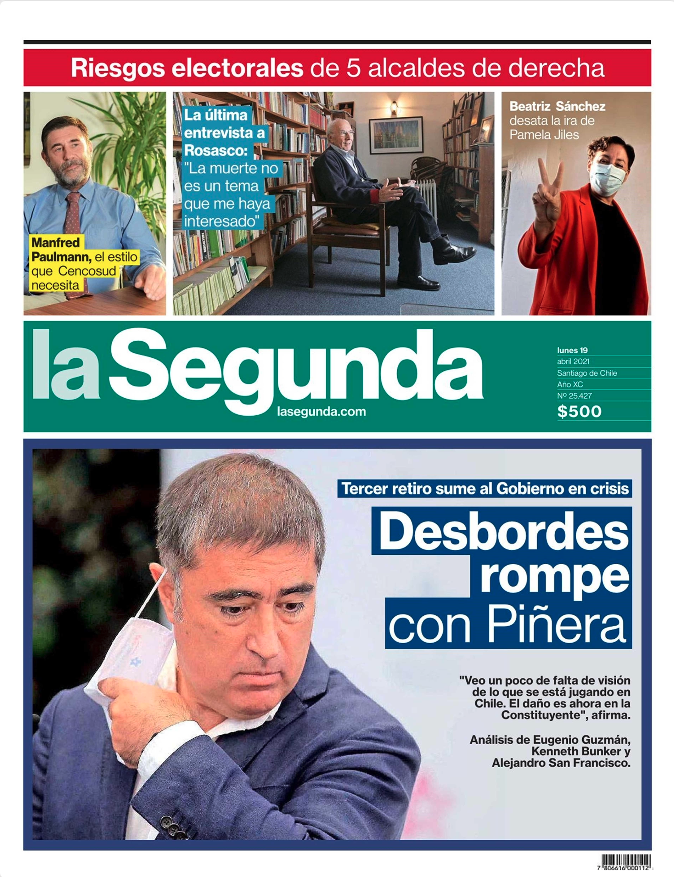 Riesgos electorales de 5 alcaldes de derecha
Manfred
Paulmann, el estilo
que Cencosud
necesita
La última
entrevista a
Rosasco:
"La muerte no
es un tema
que me haya
interesado"
Beatriz Sánchez
desata la ira de
Pamela Jiles
la Segunda
lasegunda.com
lunes 19
abril 2021
Santiago de Chile
Año XC
Nº 25.427
$500
Tercer retiro sume al Gobierno en crisis
Desbordes
rompe
con Piñera
"Veo un poco de falta de visión
de lo que se está jugando en
Chile. El daño es ahora en la
Constituyente", afirma.
Análisis de Eugenio Guzmán,
Kenneth Bunker y
Alejandro San Francisco.
7 806616 000112